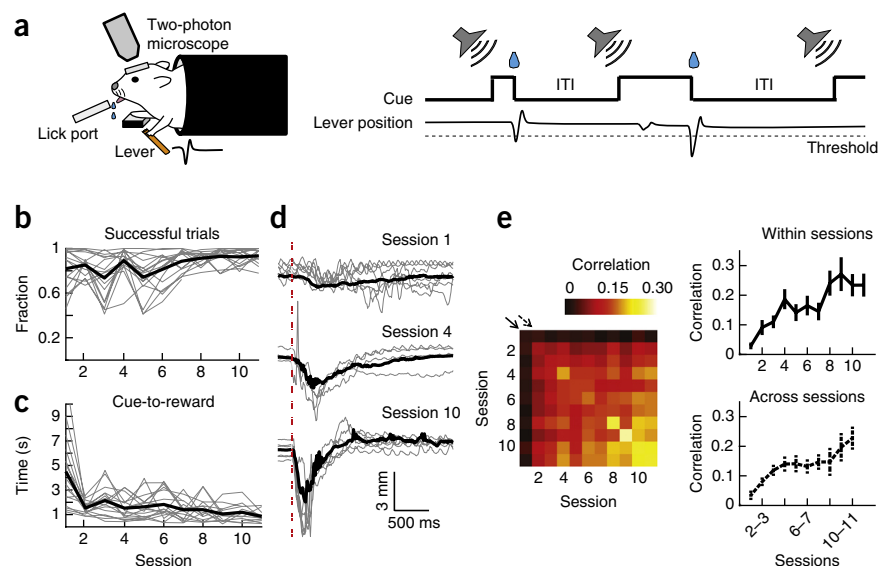 a
Two-photon
microscope
Lick port
Lever
Cue
ITI
ITI
Lever position
Threshold
b
Successful trials
Fraction
1
0.6
0.2
2 4 6 8 10
c
Cue-to-reward
Time (s)
9
7
5
3
1
2 4 6 8 10
Session
d
Session 1
Session 4
Session 10
3 mm
500 ms
e
Correlation
0 0.15 0.30
Session
2
4
6
8
10
2 4 6 8 10
Session
Within sessions
Correlation
0.3
0.2
0.1
0
2 4 6 8 10
Across sessions
Correlation
0.3
0.2
0.1
0
2–3 6–7 10–11
Sessions